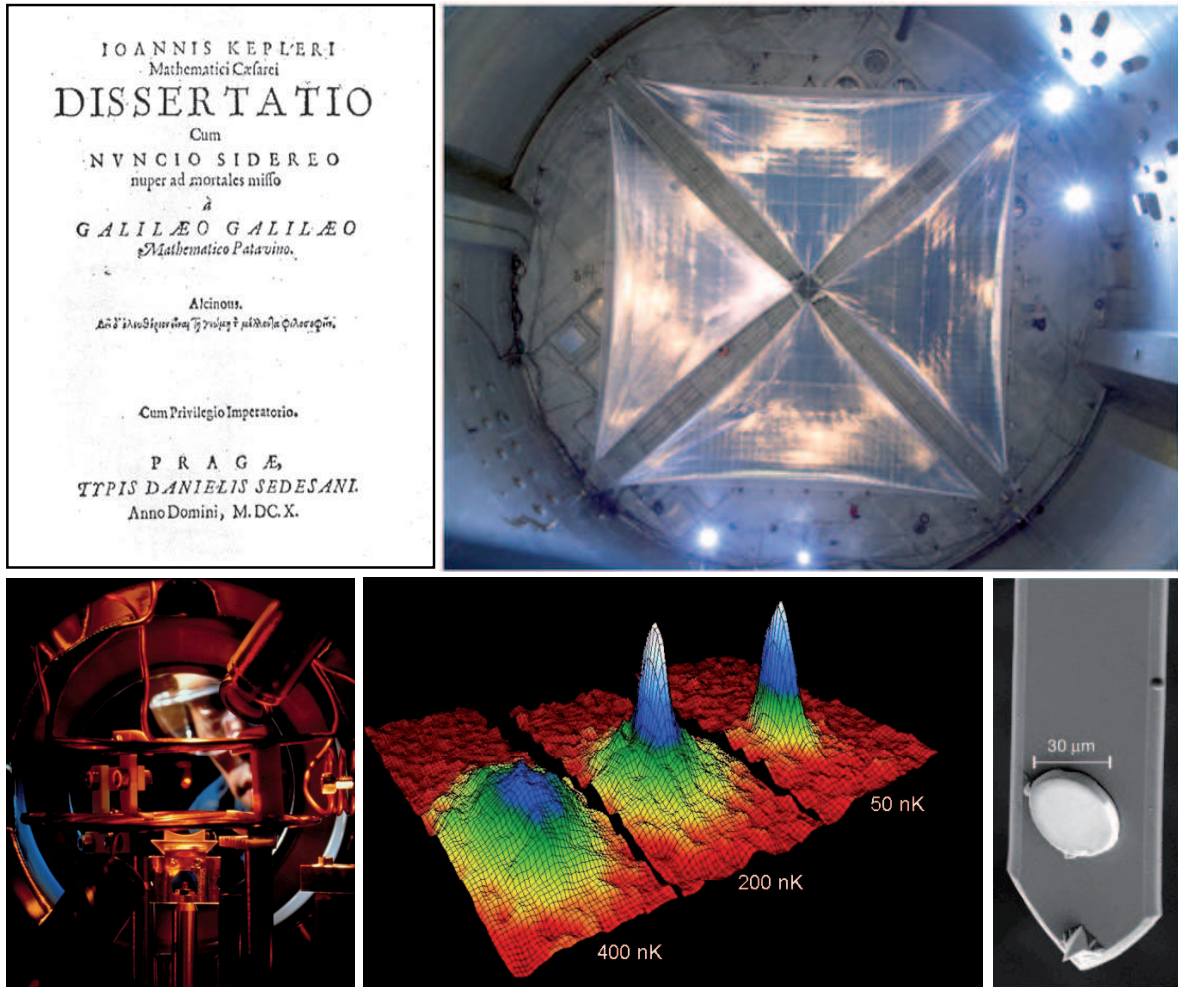 IOANNIS KEPLERI
Mathematici Cæſarei
DISSERTATIO
Cum
NVNCIO SIDEREO
nuper ad mortales miſſo
à
GALILÆO GALILÆO
Mathematico Patavino.
Alcinous.
Cum Privilegio Imperatorio.
PRAGÆ,
TYPIS DANIELIS SEDESANI.
Anno Domini, M.DC.X.
30 μm
50 nK
200 nK
400 nK